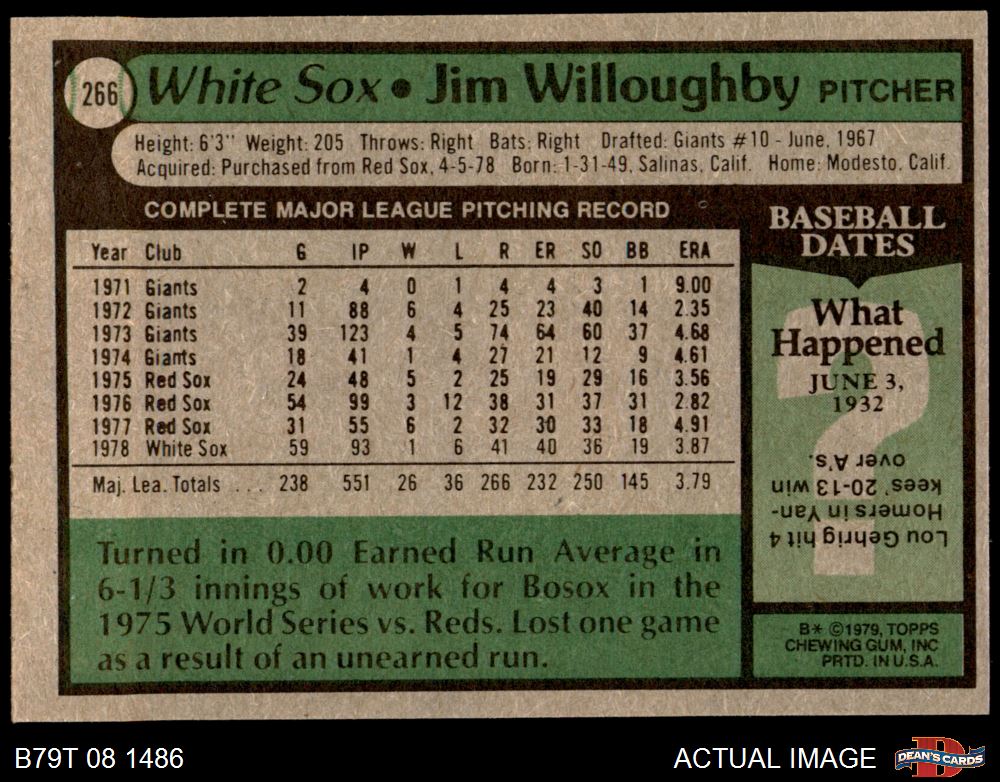 266
White Sox • Jim Willoughby PITCHER
Height: 6'3" Weight: 205 Throws: Right Bats: Right Drafted: Giants #10 - June, 1967
Acquired: Purchased from Red Sox, 4-5-78 Born: 1-31-49, Salinas, Calif. Home: Modesto, Calif.
COMPLETE MAJOR LEAGUE PITCHING RECORD
Year Club G IP W L R ER SO BB ERA
1971 Giants 2 4 0 1 4 4 3 1 9.00
1972 Giants 11 88 6 4 25 23 40 14 2.35
1973 Giants 39 123 4 5 74 64 60 37 4.68
1974 Giants 18 41 1 4 27 21 12 9 4.61
1975 Red Sox 24 48 5 2 25 19 29 16 3.56
1976 Red Sox 54 99 3 12 38 31 37 31 2.82
1977 Red Sox 31 55 6 2 32 30 33 18 4.91
1978 White Sox 59 93 1 6 41 40 36 19 3.87
Maj. Lea. Totals ... 238 551 26 36 266 232 250 145 3.79
Turned in 0.00 Earned Run Average in
6-1/3 innings of work for Bosox in the
1975 World Series vs. Reds. Lost one game
as a result of an unearned run.
BASEBALL
DATES
What
Happened
JUNE 3,
1932
?
Lou Gehrig hit 4
Homers in Yan-
kees' 20-13 win
over A's.
B* ©1979, TOPPS
CHEWING GUM, INC
PRTD. IN U.S.A.
B79T 08 1486
ACTUAL IMAGE
D
DEAN'S CARDS